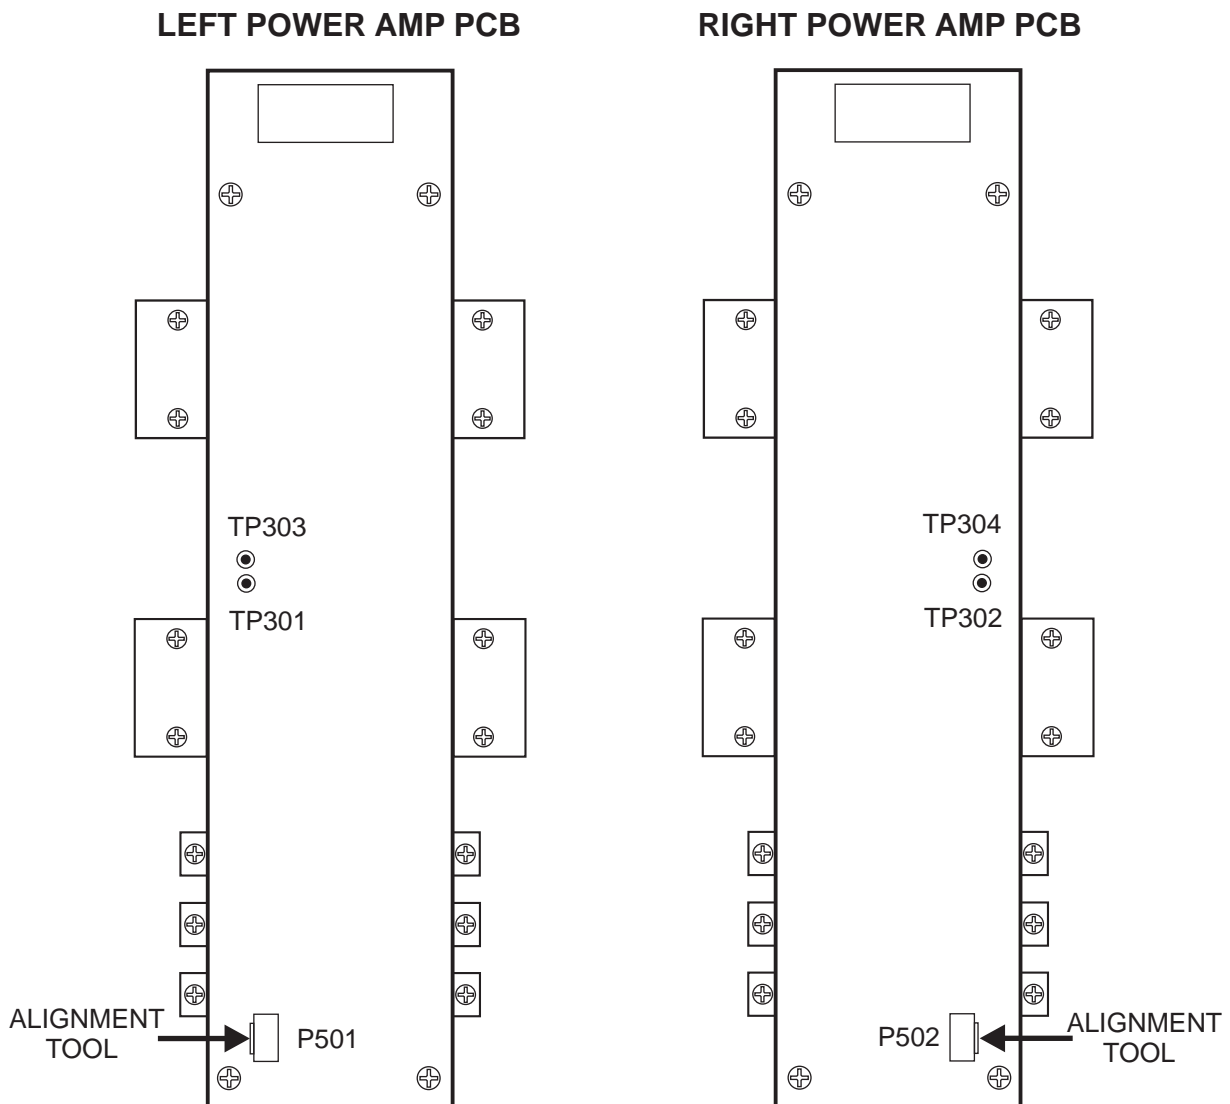 LEFT POWER AMP PCB
RIGHT POWER AMP PCB
TP303
TP301
TP304
TP302
ALIGNMENT
TOOL
P501
P502
ALIGNMENT
TOOL